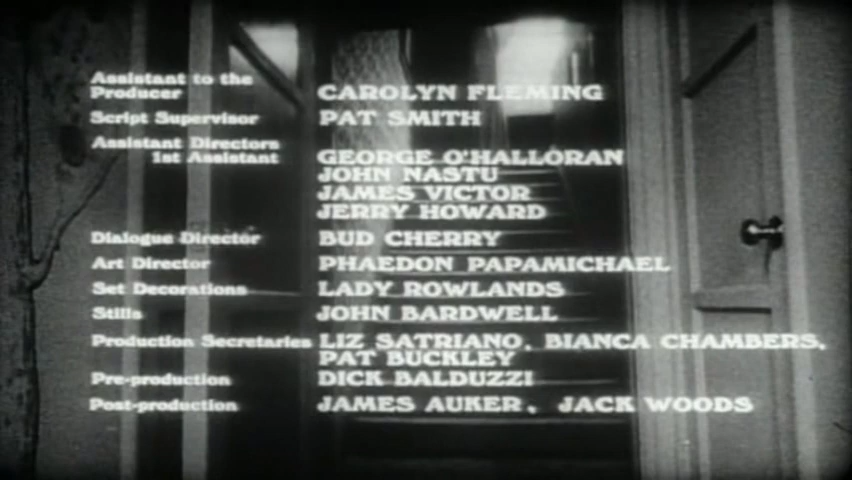 Assistant to the
Producer CAROLYN FLEMING
Script Supervisor PAT SMITH
Assistant Directors
1st Assistant GEORGE O'HALLORAN
JOHN NASTU
JAMES VICTOR
JERRY HOWARD
Dialogue Director BUD CHERRY
Art Director PHAEDON PAPAMICHAEL
Set Decorations LADY ROWLANDS
Stills JOHN BARDWELL
Production Secretaries LIZ SATRIANO, BIANCA CHAMBERS,
PAT BUCKLEY
Pre-production DICK BALDUZZI
Post-production JAMES AUKER, JACK WOODS